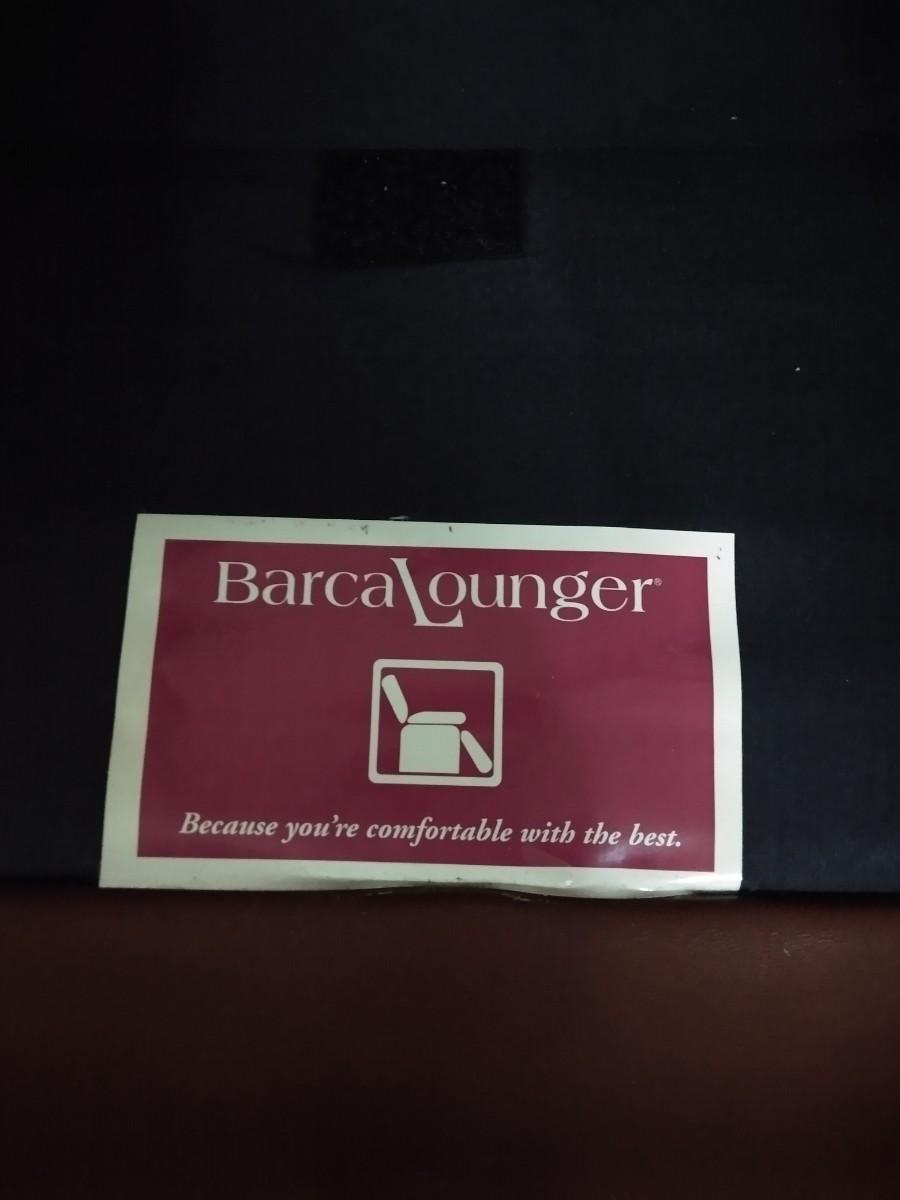 BarcaLounger®
Because you're comfortable with the best.